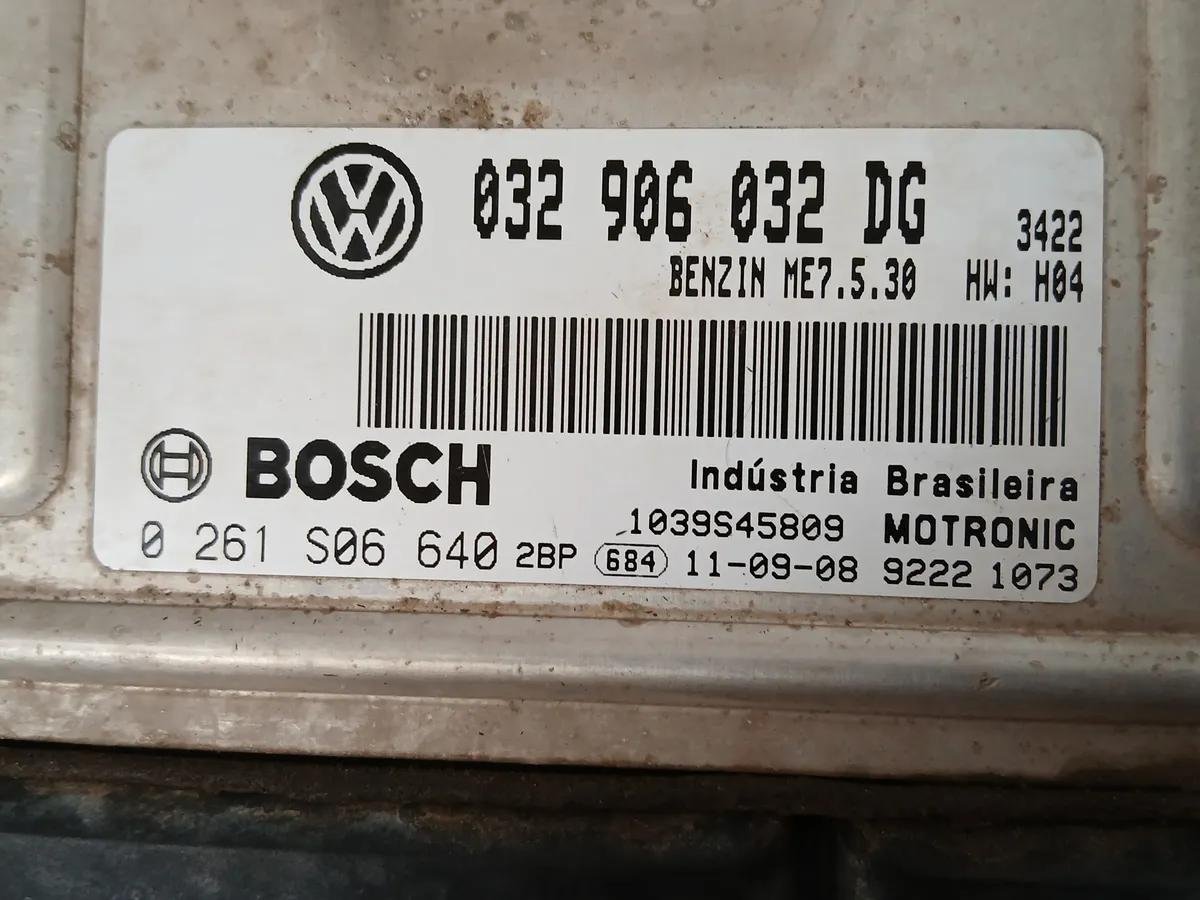 032 906 032 DG
3422
BENZIN ME7.5.30 HW: H04
BOSCH
Indústria Brasileira
1039S45809 MOTRONIC
0 261 S06 640 2BP 684 11-09-08 9222 1073